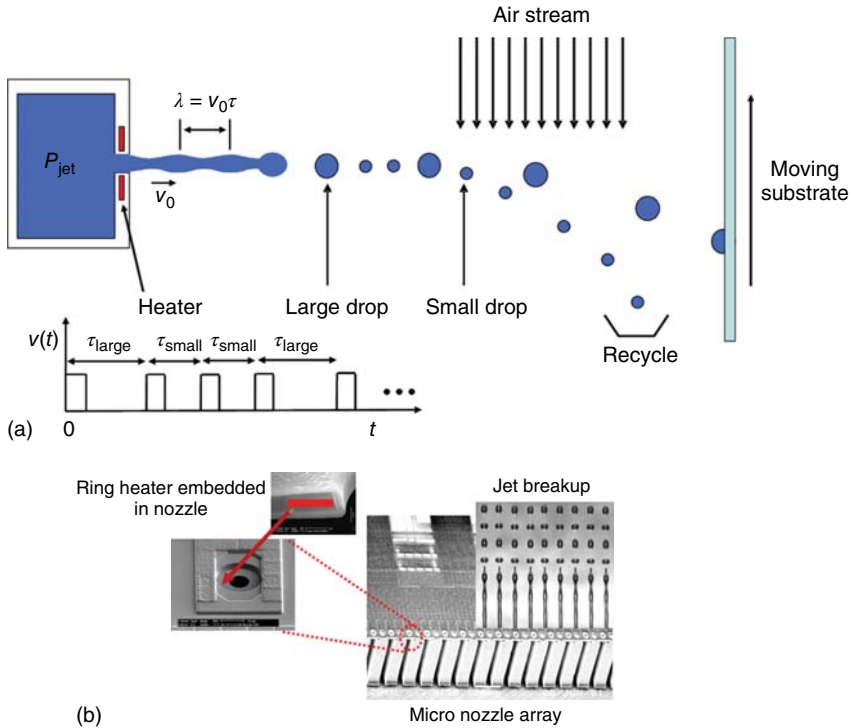 Air stream
λ = v0τ
Pjet
v0
Moving
substrate
Heater
Large drop
Small drop
v(t)
τlarge
τsmall
τsmall
τlarge
Recycle
(a)
0
t
Ring heater embedded
in nozzle
Jet breakup
(b)
Micro nozzle array